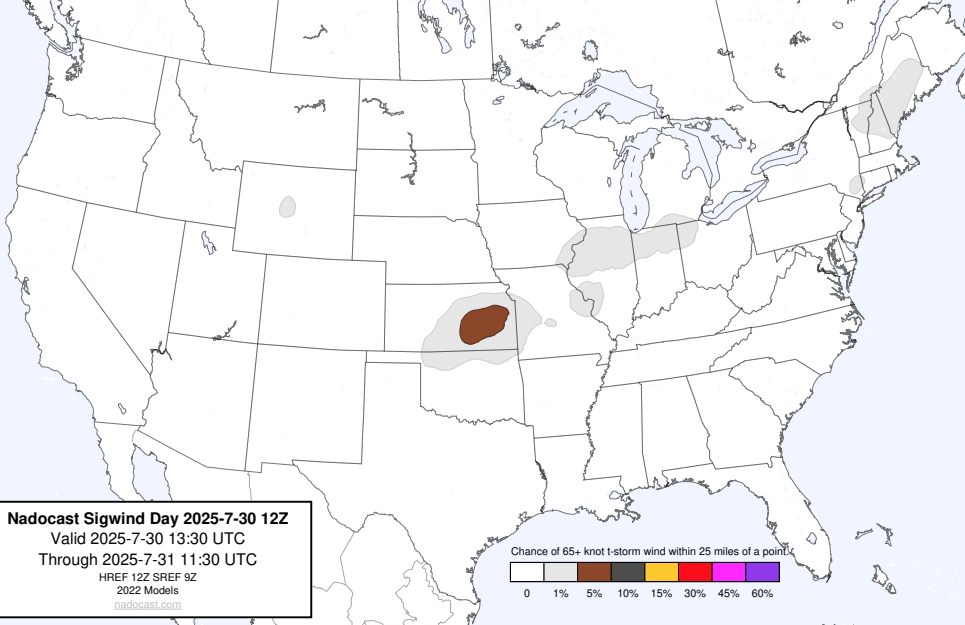 Nadocast Sigwind Day 2025-7-30 12Z
Valid 2025-7-30 13:30 UTC
Through 2025-7-31 11:30 UTC
HREF 12Z SREF 9Z
2022 Models
nadocast.com
Chance of 65+ knot t-storm wind within 25 miles of a point.
0 1% 5% 10% 15% 30% 45% 60%